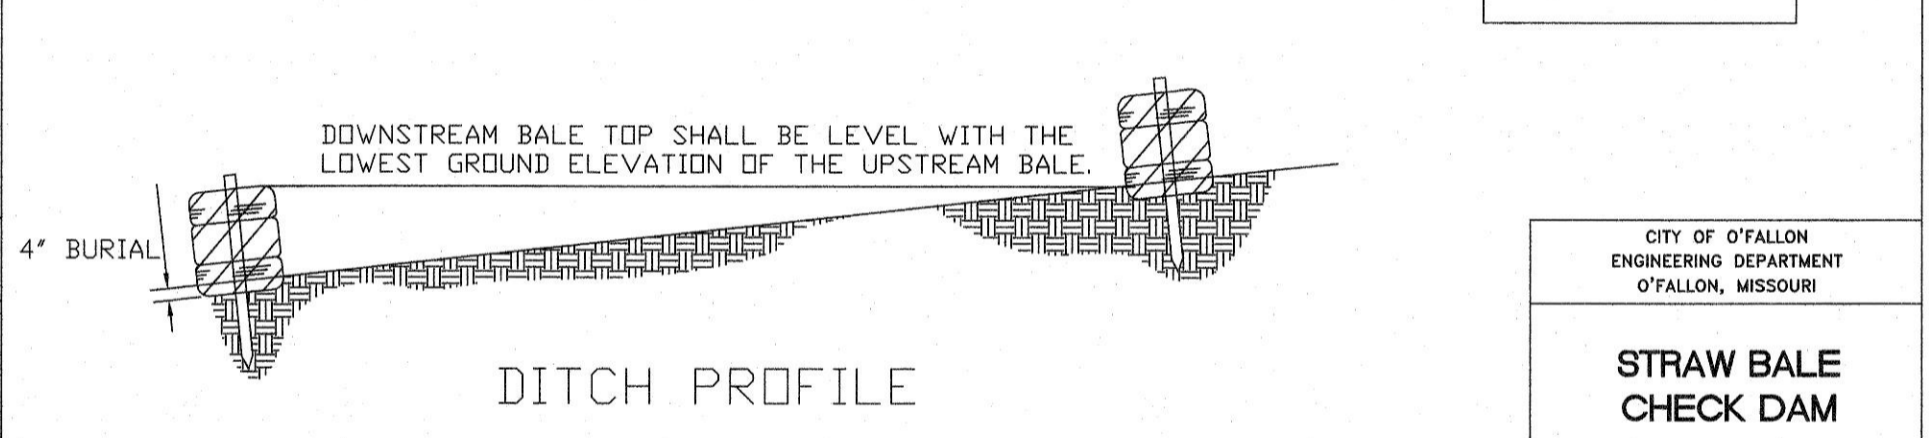 DOWNSTREAM BALE TOP SHALL BE LEVEL WITH THE
LOWEST GROUND ELEVATION OF THE UPSTREAM BALE.
4" BURIAL
DITCH PROFILE
CITY OF O'FALLON
ENGINEERING DEPARTMENT
O'FALLON, MISSOURI
STRAW BALE
CHECK DAM